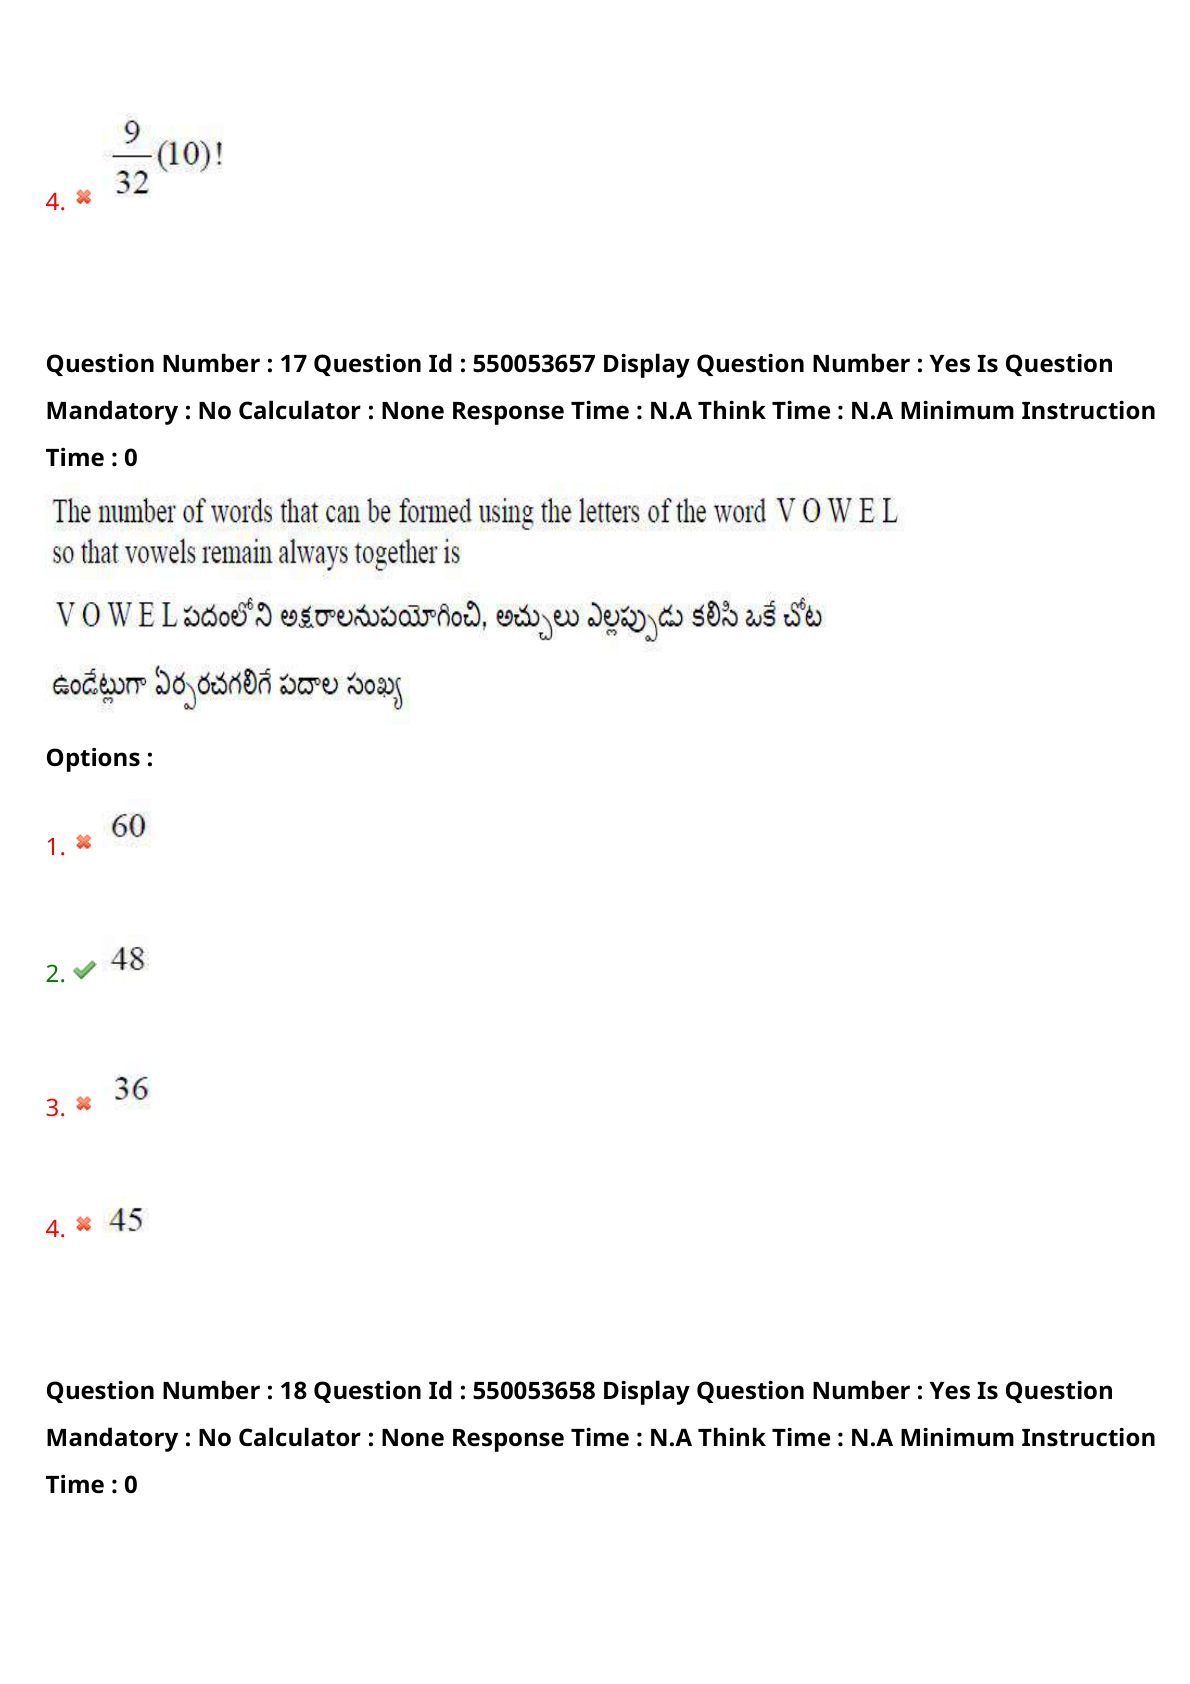 9
32
(10)!
4.
Question Number : 17 Question Id : 550053657 Display Question Number : Yes Is Question
Mandatory : No Calculator : None Response Time : N.A Think Time : N.A Minimum Instruction
Time : 0
The number of words that can be formed using the letters of the word V O W E L
so that vowels remain always together is
V O W E L పదంలోని అక్షరాలనుపయోగించి, అచ్చులు ఎల్లప్పుడు కలిసి ఒకే చోట
ఉండేట్లుగా ఏర్పరచగలిగే పదాల సంఖ్య
Options :
1. 60
2. 48
3. 36
4. 45
Question Number : 18 Question Id : 550053658 Display Question Number : Yes Is Question
Mandatory : No Calculator : None Response Time : N.A Think Time : N.A Minimum Instruction
Time : 0